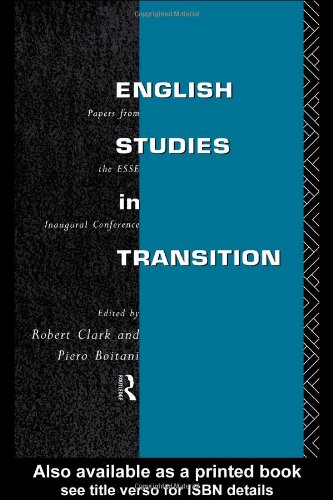 ENGLISH
Papers from
STUDIES
the ESSE
in
Inaugural Conference
TRANSITION
Edited by
Robert Clark and
Piero Boitani
ROUTLEDGE
R
Also available as a printed book
see title verso for ISBN details